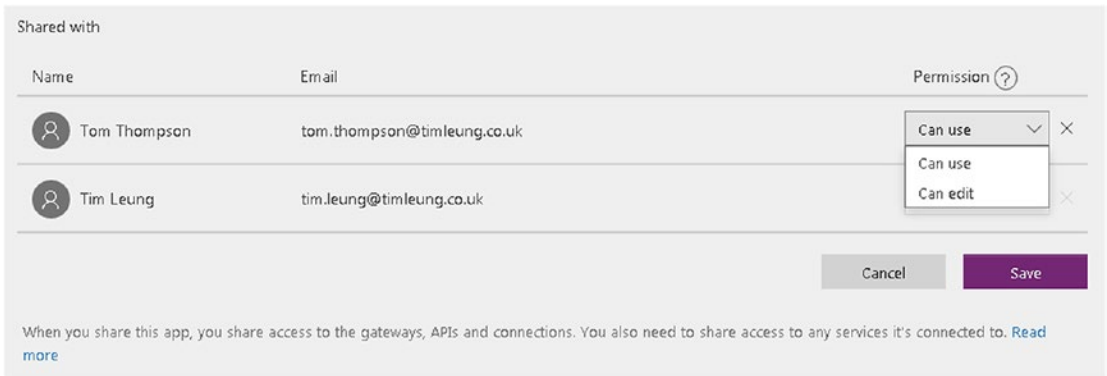 Shared with
Name Email Permission ?
Tom Thompson tom.thompson@timleung.co.uk Can use
Can use
Can edit
Tim Leung tim.leung@timleung.co.uk
Cancel Save
When you share this app, you share access to the gateways, APIs and connections. You also need to share access to any services it's connected to. Read
more